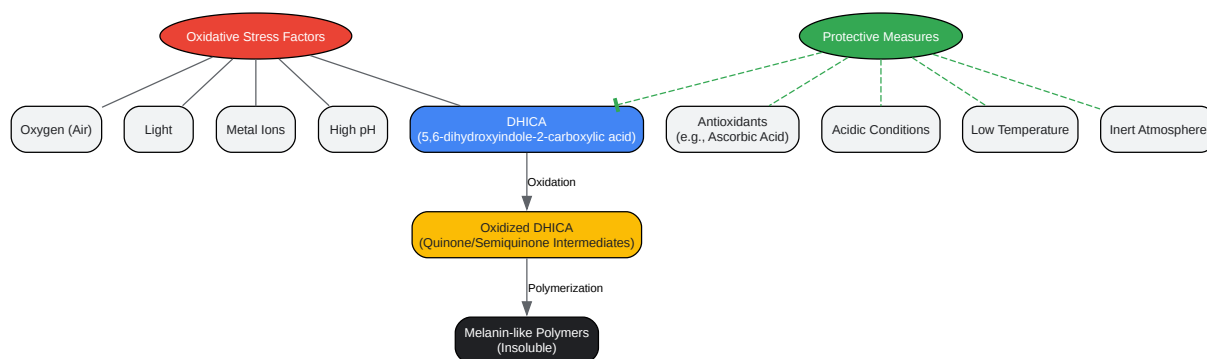 Oxidative Stress Factors
Protective Measures
Oxygen (Air)
Light
Metal Ions
High pH
DHICA
(5,6-dihydroxyindole-2-carboxylic acid)
Antioxidants
(e.g., Ascorbic Acid)
Acidic Conditions
Low Temperature
Inert Atmosphere
Oxidation
Oxidized DHICA
(Quinone/Semiquinone Intermediates)
Polymerization
Melanin-like Polymers
(Insoluble)